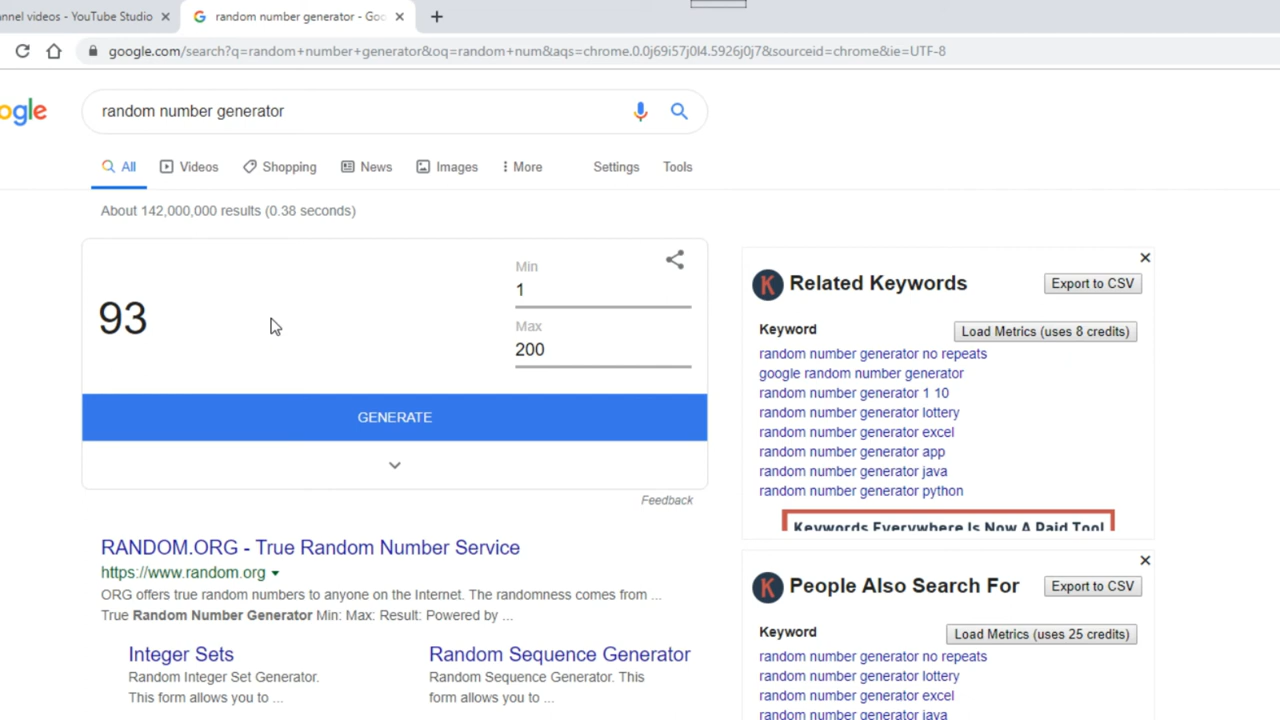 annel videos - YouTube Studio
random number generator - Goo
google.com/search?q=random+number+generator&oq=random+num&aqs=chrome.0.0j69i57j0l4.5926j0j7&sourceid=chrome&ie=UTF-8
ogle
random number generator
All Videos Shopping News Images More Settings Tools
About 142,000,000 results (0.38 seconds)
93
Min
1
Max
200
GENERATE
Feedback
RANDOM.ORG - True Random Number Service
https://www.random.org
ORG offers true random numbers to anyone on the Internet. The randomness comes from ...
True Random Number Generator Min: Max: Result: Powered by ...
Integer Sets
Random Integer Set Generator.
This form allows you to ...
Random Sequence Generator
Random Sequence Generator. This
form allows you to ...
K Related Keywords Export to CSV
Keyword Load Metrics (uses 8 credits)
random number generator no repeats
google random number generator
random number generator 1 10
random number generator lottery
random number generator excel
random number generator app
random number generator java
random number generator python
Keywords Everywhere Is Now A Paid Tool
K People Also Search For Export to CSV
Keyword Load Metrics (uses 25 credits)
random number generator no repeats
random number generator lottery
random number generator excel
random number generator java